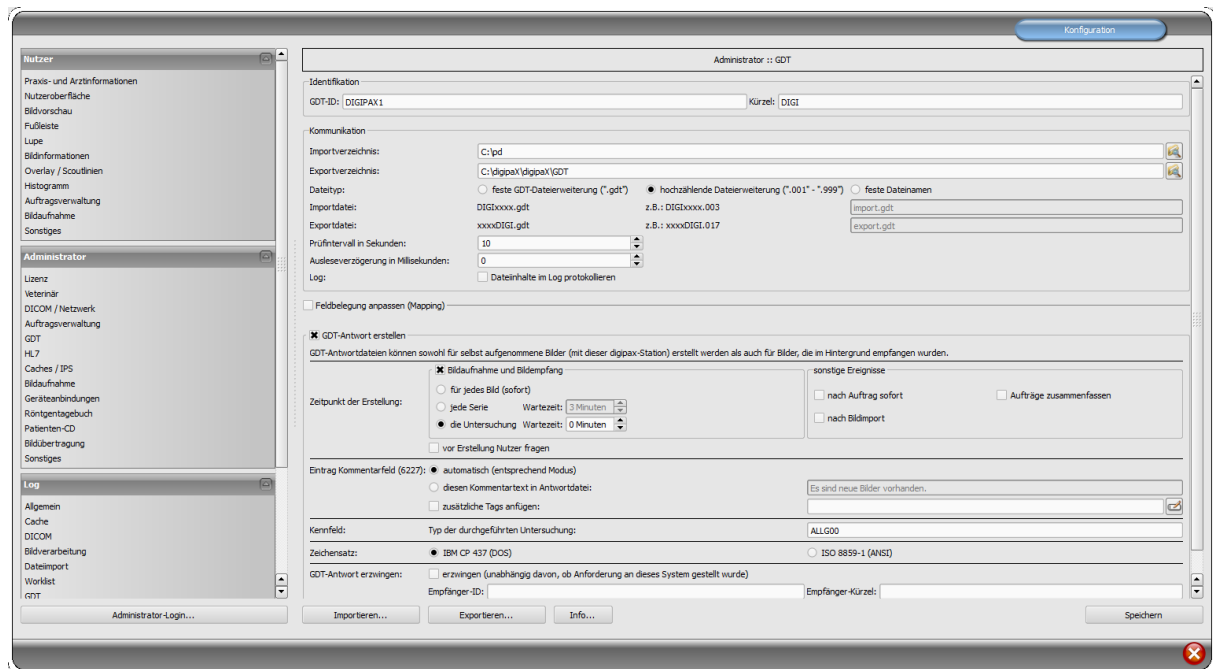 Konfiguration
Nutzer
Praxis- und Arztinformationen
Nutzeroberfläche
Bildvorschau
Fußleiste
Lupe
Bildinformationen
Overlay / Scoutlinien
Histogramm
Auftragsverwaltung
Bildaufnahme
Sonstiges
Administrator
Lizenz
Veterinär
DICOM / Netzwerk
Auftragsverwaltung
GDT
HL7
Caches / IPS
Bildaufnahme
Geräteanbindungen
Röntgentagebuch
Patienten-CD
Bildübertragung
Sonstiges
Log
Allgemein
Cache
DICOM
Bildverarbeitung
Dateiimport
Worklist
GDT
Administrator-Login...
Administrator :: GDT
Identifikation
GDT-ID: DIGIPAX1 Kürzel: DIGI
Kommunikation
Importverzeichnis: C:\pd
Exportverzeichnis: C:\digipaX\digipaX\GDT
Dateityp: feste GDT-Dateierweiterung (".gdt") hochzählende Dateierweiterung (".001" - ".999") feste Dateinamen
Importdatei: DIGIxxxx.gdt z.B.: DIGIxxxx.003 import.gdt
Exportdatei: xxxxDIGI.gdt z.B.: xxxxDIGI.017 export.gdt
Prüfintervall in Sekunden: 10
Ausleseverzögerung in Millisekunden: 0
Log: Dateiinhalte im Log protokollieren
Feldbelegung anpassen (Mapping)
GDT-Antwort erstellen
GDT-Antwortdateien können sowohl für selbst aufgenommene Bilder (mit dieser digipax-Station) erstellt werden als auch für Bilder, die im Hintergrund empfangen wurden.
Bildaufnahme und Bildempfang sonstige Ereignisse
für jedes Bild (sofort) nach Auftrag sofort Aufträge zusammenfassen
Zeitpunkt der Erstellung: jede Serie Wartezeit: 3 Minuten
nach Bildimport
die Untersuchung Wartezeit: 0 Minuten
vor Erstellung Nutzer fragen
Eintrag Kommentarfeld (6227): automatisch (entsprechend Modus)
diesen Kommentartext in Antwortdatei: Es sind neue Bilder vorhanden.
zusätzliche Tags anfügen:
Kennfeld: Typ der durchgeführten Untersuchung: ALLG00
Zeichensatz: IBM CP 437 (DOS) ISO 8859-1 (ANSI)
GDT-Antwort erzwingen: erzwingen (unabhängig davon, ob Anforderung an dieses System gestellt wurde)
Empfänger-ID: Empfänger-Kürzel:
Importieren... Exportieren... Info... Speichern